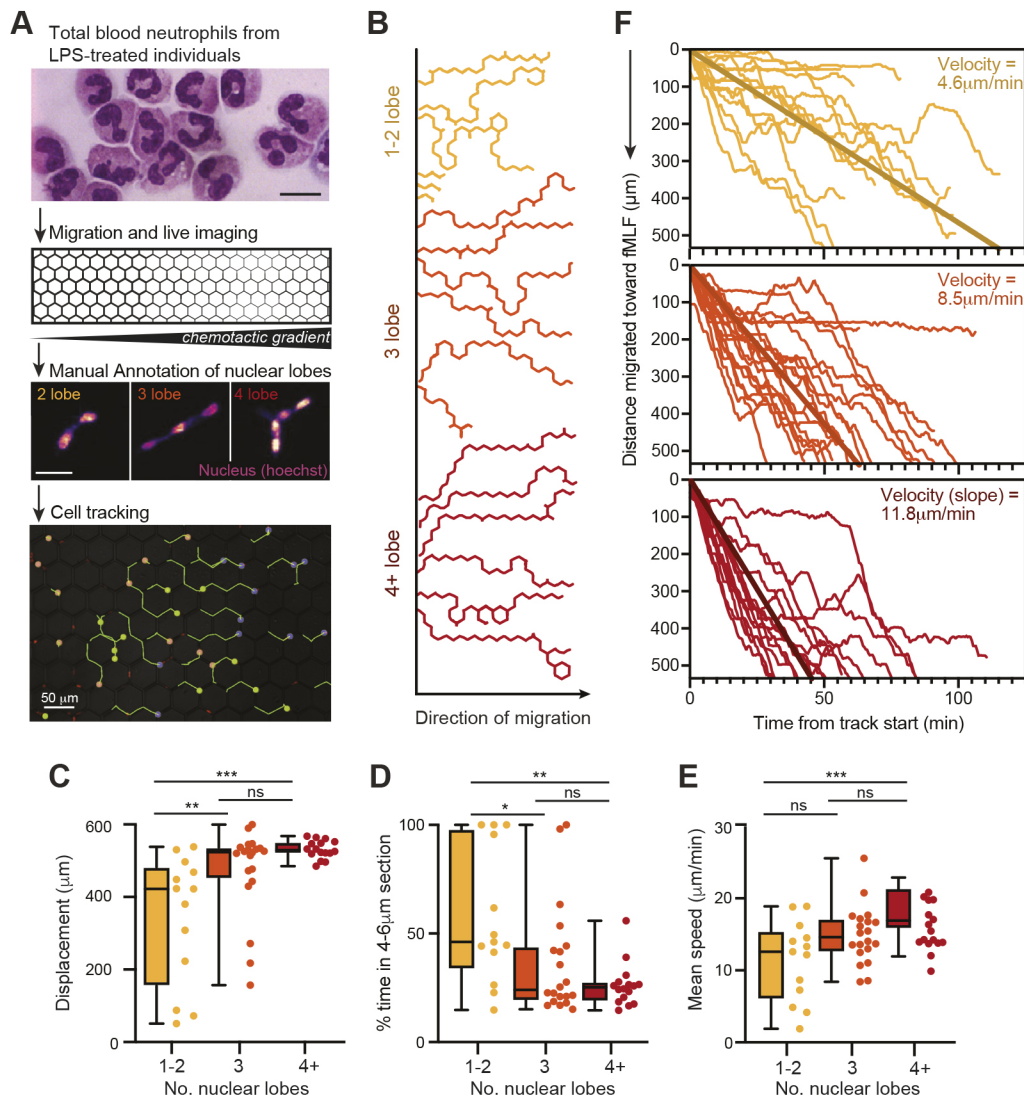 A
Total blood neutrophils from
LPS-treated individuals
Migration and live imaging
chemotactic gradient
Manual Annotation of nuclear lobes
2 lobe
3 lobe
4 lobe
Nucleus (hoechst)
Cell tracking
50 μm
B
1-2 lobe
3 lobe
4+ lobe
Direction of migration
F
Distance migrated toward fMLF (μm)
0
100
200
300
400
500
Velocity =
4.6μm/min
0
100
200
300
400
500
Velocity =
8.5μm/min
0
100
200
300
400
500
Velocity (slope) =
11.8μm/min
0
50
100
Time from track start (min)
C
***
ns
**
Displacement (μm)
600
400
200
0
1-2
3
4+
No. nuclear lobes
D
**
ns
*
% time in 4-6μm section
100
50
0
1-2
3
4+
No. nuclear lobes
E
***
ns
ns
Mean speed (μm/min)
30
20
10
0
1-2
3
4+
No. nuclear lobes